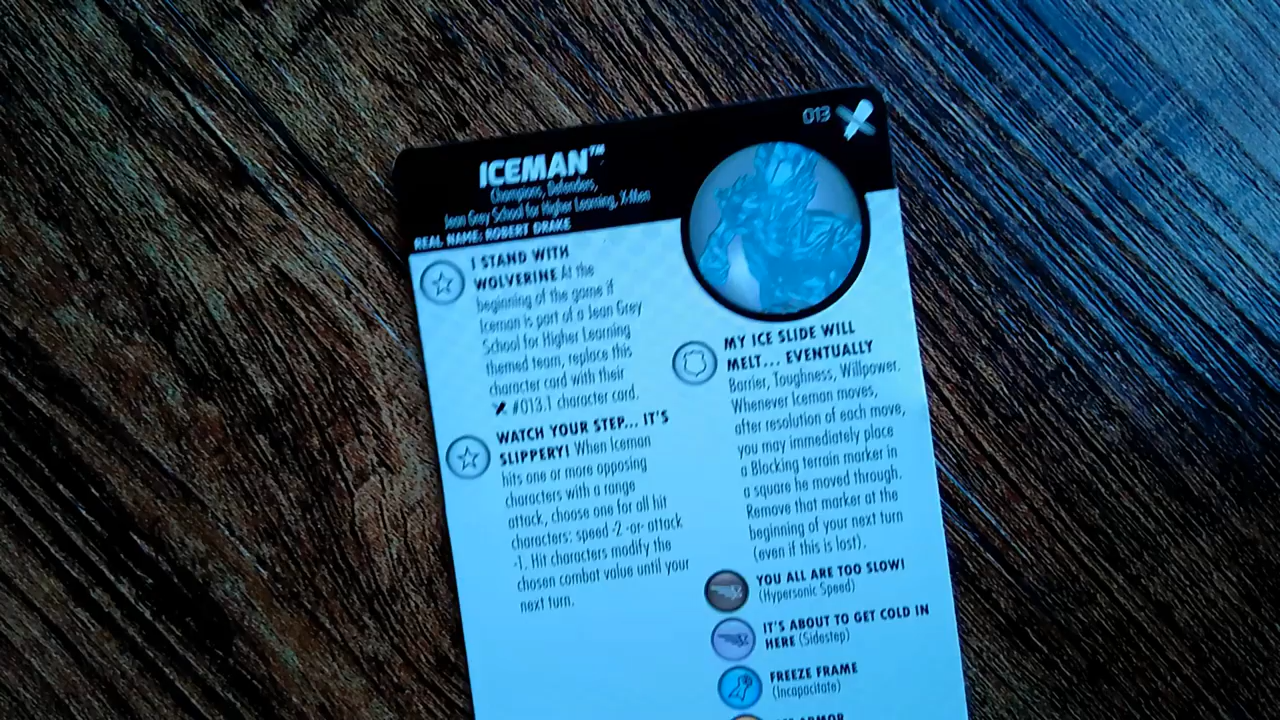 013
ICEMAN™
Champions, Defenders,
Jean Grey School for Higher Learning, X-Men
REAL NAME: ROBERT DRAKE
I STAND WITH
WOLVERINE At the
beginning of the game if
Iceman is part of a Jean Grey
School for Higher Learning
themed team, replace this
character card with their
#013.1 character card.
WATCH YOUR STEP... IT'S
SLIPPERY! When Iceman
hits one or more opposing
characters with a range
attack, choose one for all hit
characters: speed -2 -or- attack
-1. Hit characters modify the
chosen combat value until your
next turn.
MY ICE SLIDE WILL
MELT... EVENTUALLY
Barrier, Toughness, Willpower.
Whenever Iceman moves,
after resolution of each move,
you may immediately place
a Blocking terrain marker in
a square he moved through.
Remove that marker at the
beginning of your next turn
(even if this is lost).
YOU ALL ARE TOO SLOW!
(Hypersonic Speed)
IT'S ABOUT TO GET COLD IN
HERE (Sidestep)
FREEZE FRAME
(Incapacitate)
ARMOR